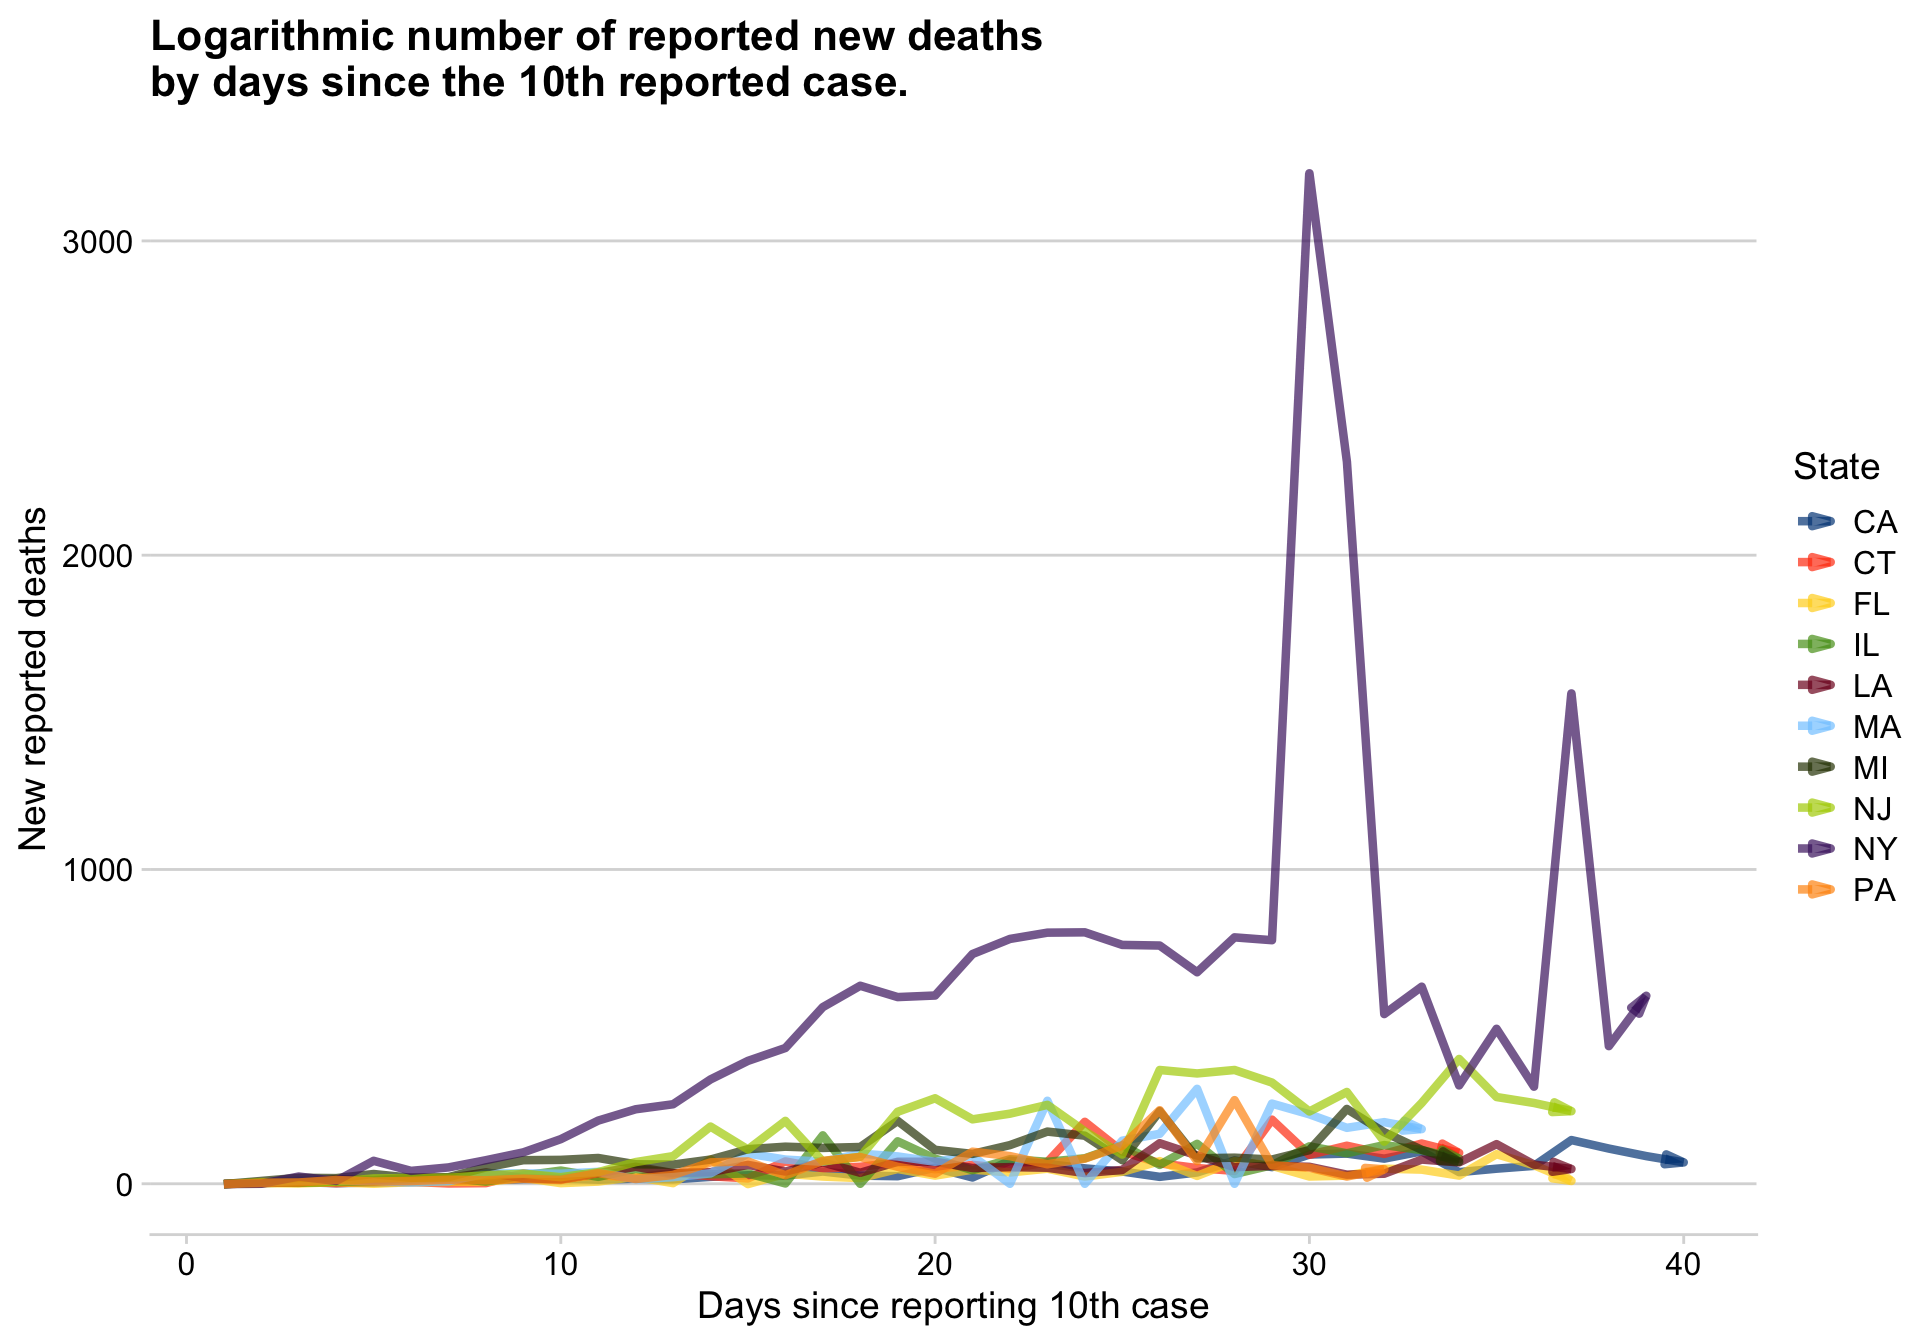 Logarithmic number of reported new deaths
by days since the 10th reported case.
New reported deaths
3000
2000
1000
0
0 10 20 30 40
Days since reporting 10th case
State
CA
CT
FL
IL
LA
MA
MI
NJ
NY
PA